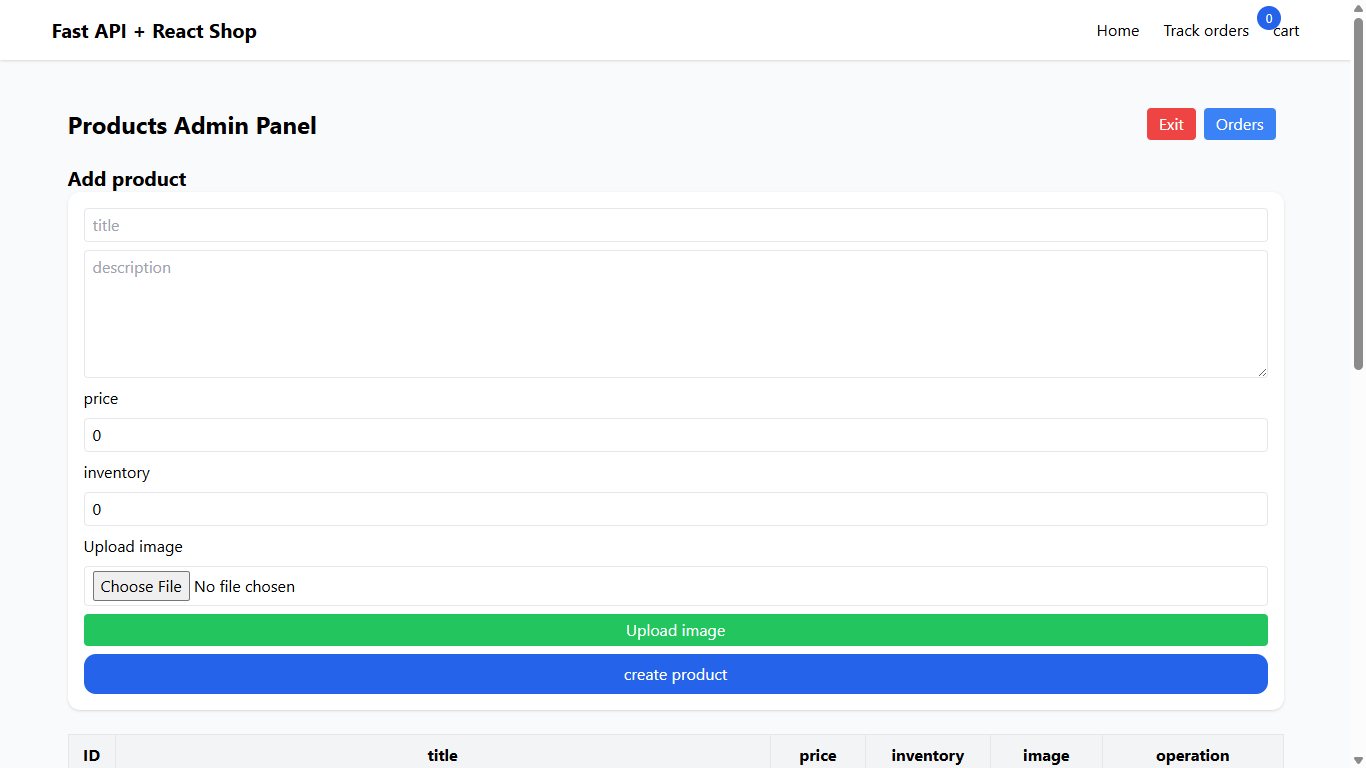 Fast API + React Shop
Home Track orders 0 cart
Products Admin Panel
Exit Orders
Add product
title
description
price
0
inventory
0
Upload image
Choose File No file chosen
Upload image
create product
ID title price inventory image operation